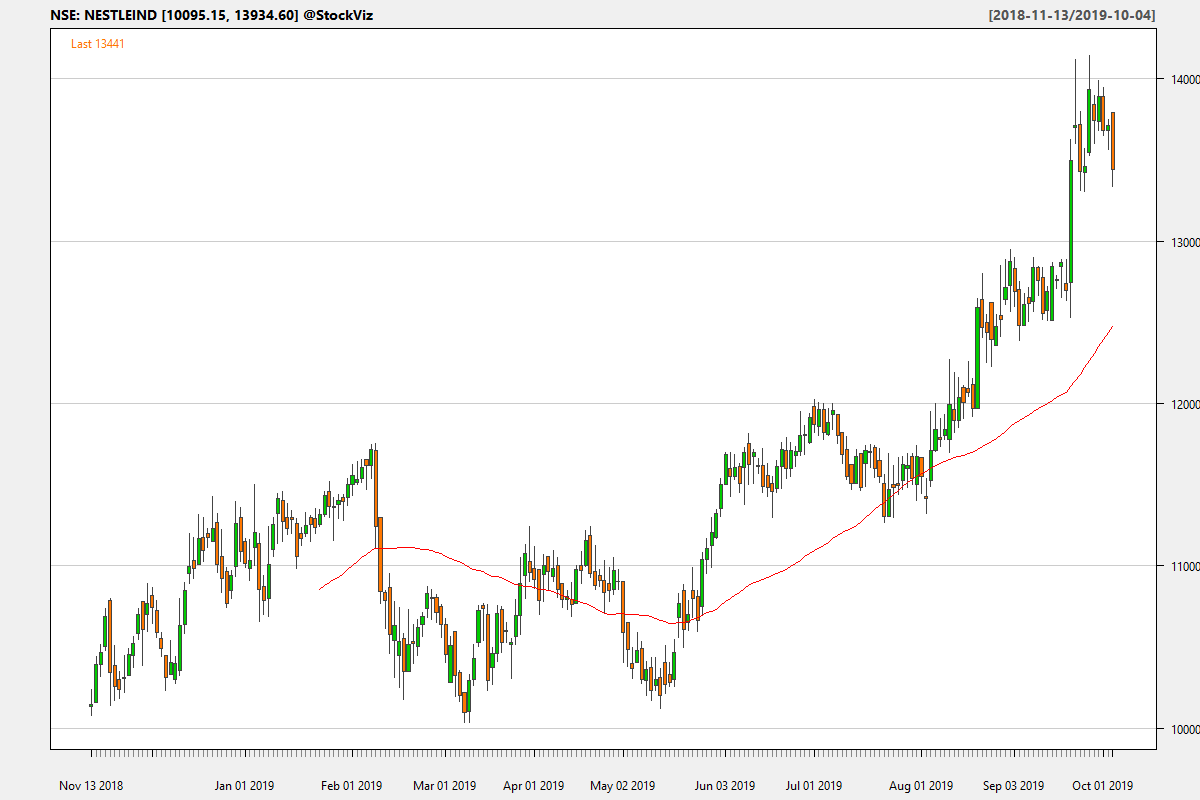 NSE: NESTLEIND [10095.15, 13934.60] @StockViz
[2018-11-13/2019-10-04]
Last 13441
14000
13000
12000
11000
10000
Nov 13 2018
Jan 01 2019
Feb 01 2019
Mar 01 2019
Apr 01 2019
May 02 2019
Jun 03 2019
Jul 01 2019
Aug 01 2019
Sep 03 2019
Oct 01 2019